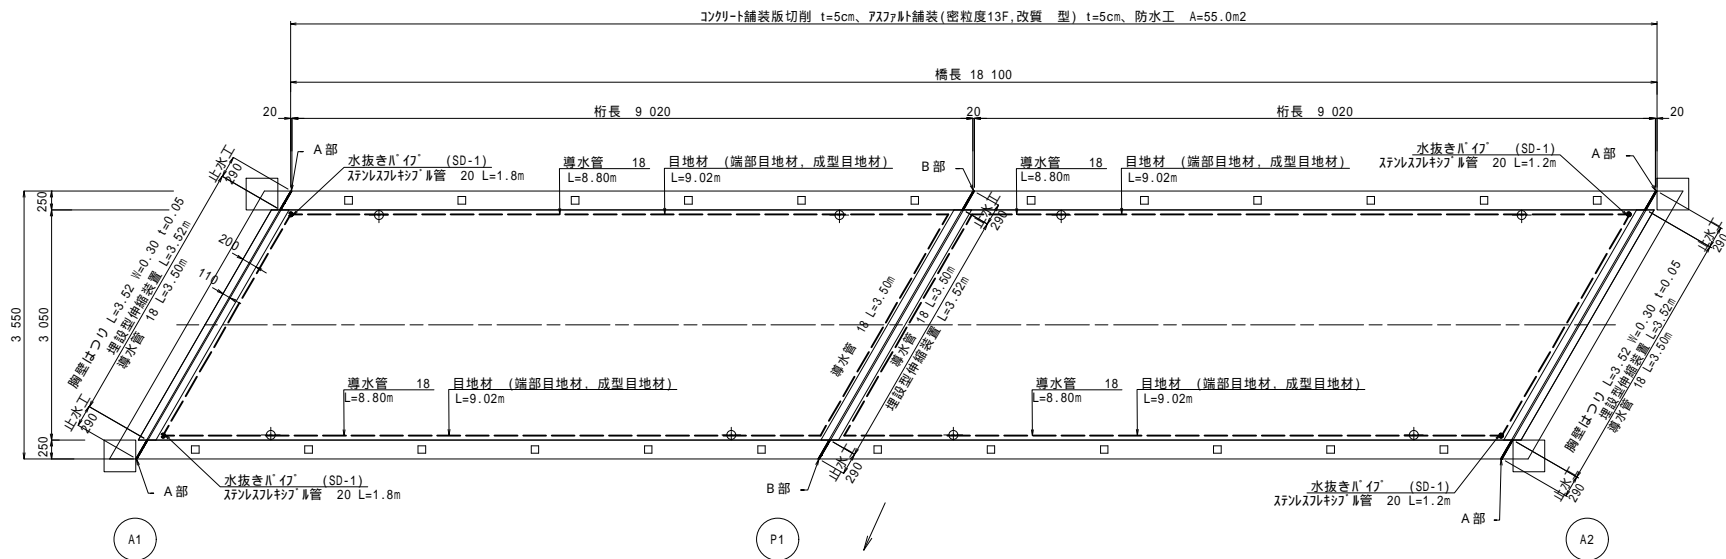 コンクリート舗装版切削 t=5cm、アスファルト舗装(密粒度13F,改質 型) t=5cm、防水工 A=55.0m2
橋長 18 100
20
桁長 9 020
20
桁長 9 020
20
A部
水抜きパイプ (SD-1)
ステンレスフレキシブル管 20 L=1.8m
導水管 18
L=8.80m
目地材 (端部目地材, 成型目地材)
L=9.02m
B部
導水管 18
L=8.80m
目地材 (端部目地材, 成型目地材)
L=9.02m
水抜きパイプ (SD-1)
ステンレスフレキシブル管 20 L=1.2m
A部
止水工
290
止水工
290
止水工
290
250
3 050
250
3 550
200
110
胸壁はつり L=3.52 W=0.30 t=0.05
埋設型伸縮装置 L=3.52m
導水管 18 L=3.50m
導水管 18 L=3.50m
導水管 18 L=3.50m
埋設型伸縮装置 L=3.52m
胸壁はつり L=3.52 W=0.30 t=0.05
埋設型伸縮装置 L=3.52m
導水管 18 L=3.50m
導水管 18
L=8.80m
目地材 (端部目地材, 成型目地材)
L=9.02m
導水管 18
L=8.80m
目地材 (端部目地材, 成型目地材)
L=9.02m
止水工
290
止水工
290
止水工
290
A部
水抜きパイプ (SD-1)
ステンレスフレキシブル管 20 L=1.8m
B部
水抜きパイプ (SD-1)
ステンレスフレキシブル管 20 L=1.2m
A部
A1
P1
A2